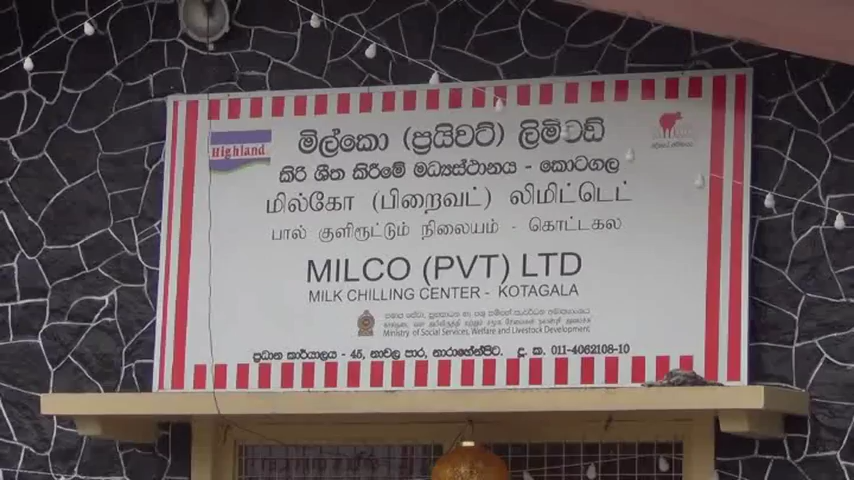 Highland
මිල්කො (ප්‍රයිවට්) ලිමිටඩ්
කිරි ශීත කිරීමේ මධ්‍යස්ථානය - කොටගල
மில்கோ (பிறைவட்) லிமிட்டெட்
பால் குளிரூட்டும் நிலையம் - கொட்டகல
MILCO (PVT) LTD
MILK CHILLING CENTER - KOTAGALA
Ministry of Social Services, Welfare and Livestock Development
ප්‍රධාන කාර්යාලය - 45, නාවල පාර, නාරාහේන්පිට. දු. ක. 011-4062108-10